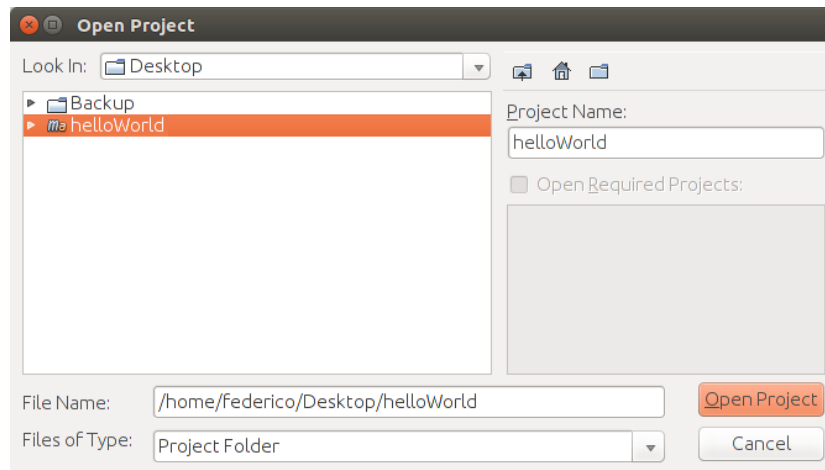 Open Project
Look In: Desktop
Backup
ma helloWorld
Project Name:
helloWorld
Open Required Projects:
File Name: /home/federico/Desktop/helloWorld
Open Project
Files of Type: Project Folder
Cancel